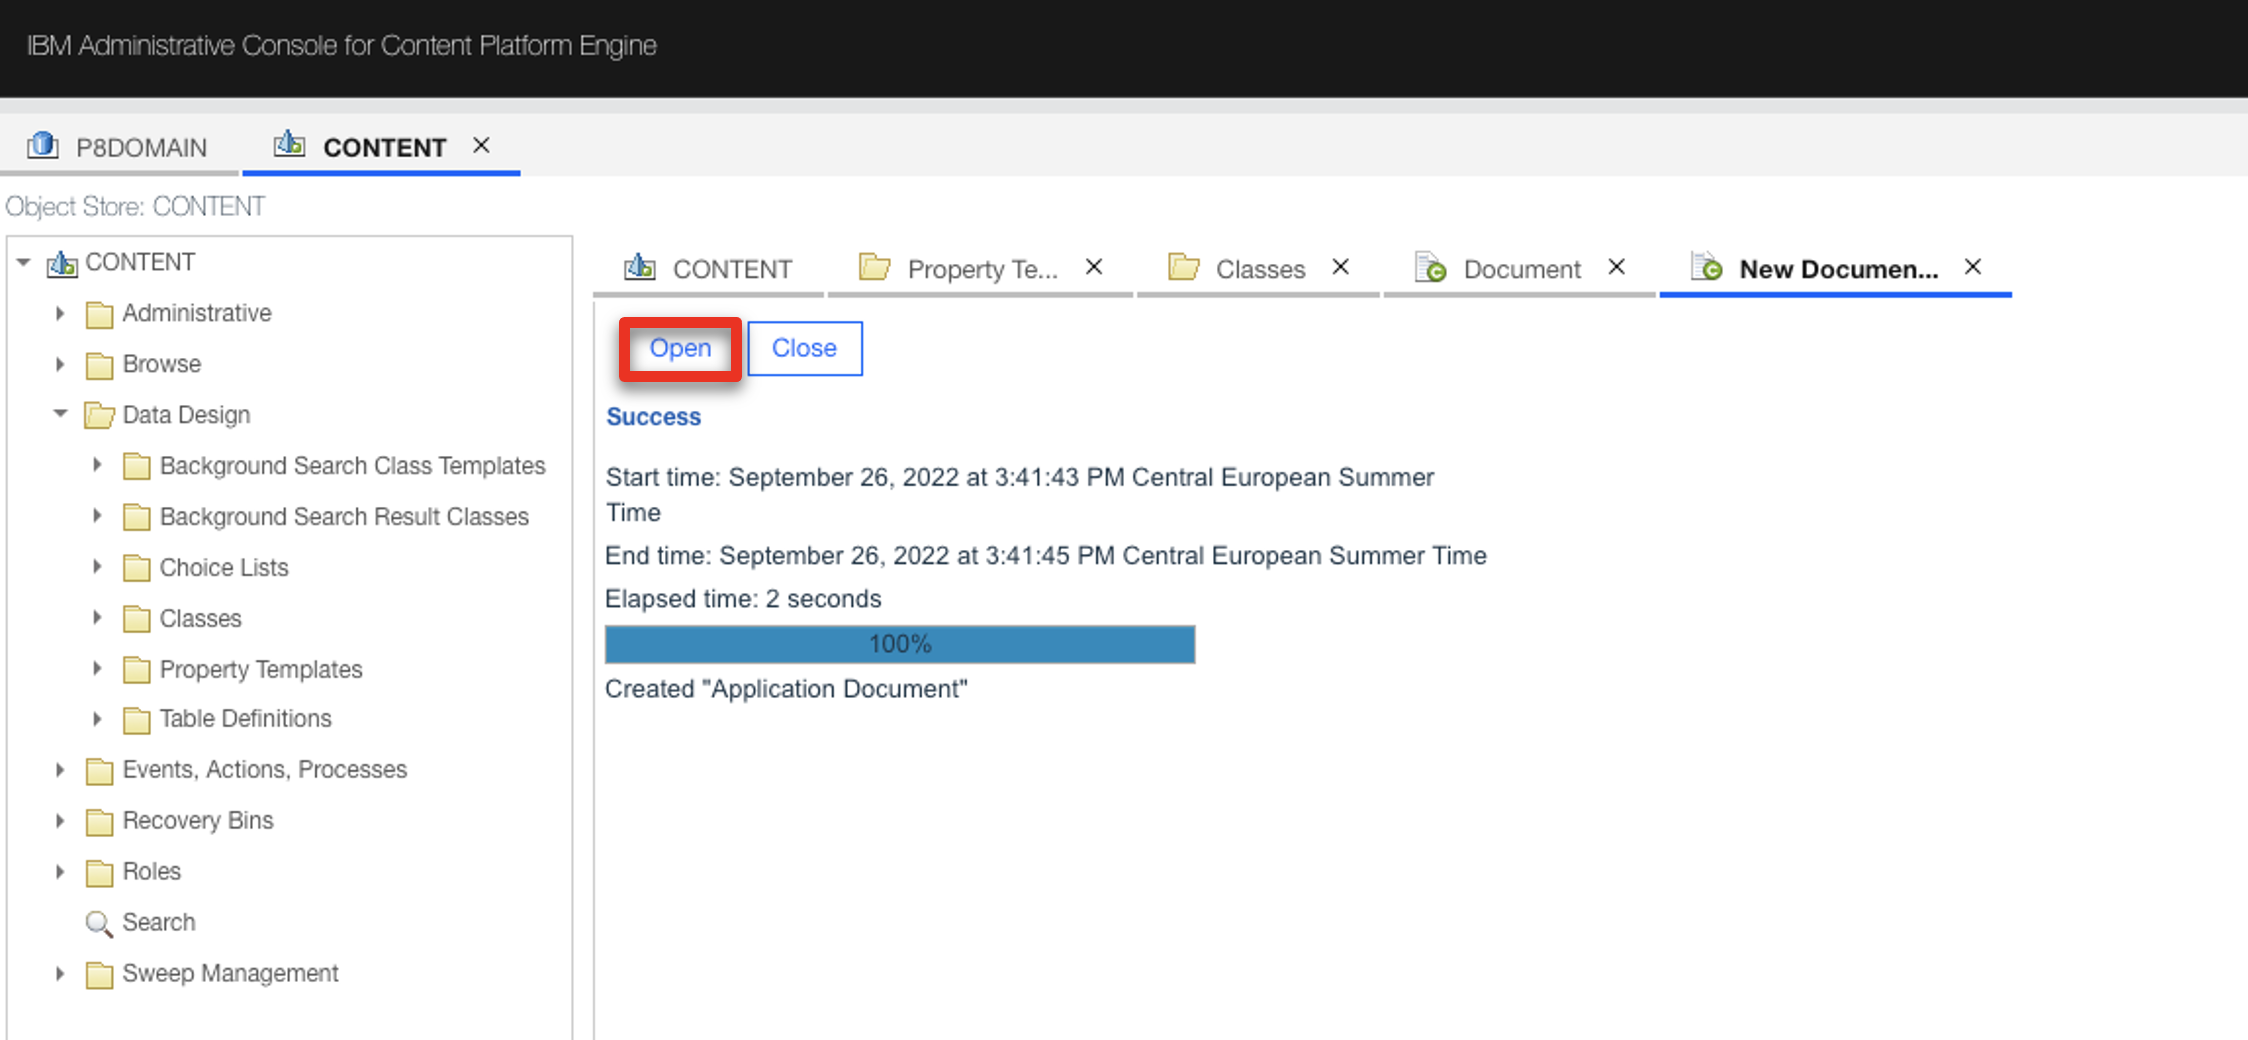 IBM Administrative Console for Content Platform Engine
P8DOMAIN
CONTENT
Object Store: CONTENT
CONTENT
Administrative
Browse
Data Design
Background Search Class Templates
Background Search Result Classes
Choice Lists
Classes
Property Templates
Table Definitions
Events, Actions, Processes
Recovery Bins
Roles
Search
Sweep Management
CONTENT
Property Te...
Classes
Document
New Documen...
Open
Close
Success
Start time: September 26, 2022 at 3:41:43 PM Central European Summer
Time
End time: September 26, 2022 at 3:41:45 PM Central European Summer Time
Elapsed time: 2 seconds
100%
Created "Application Document"